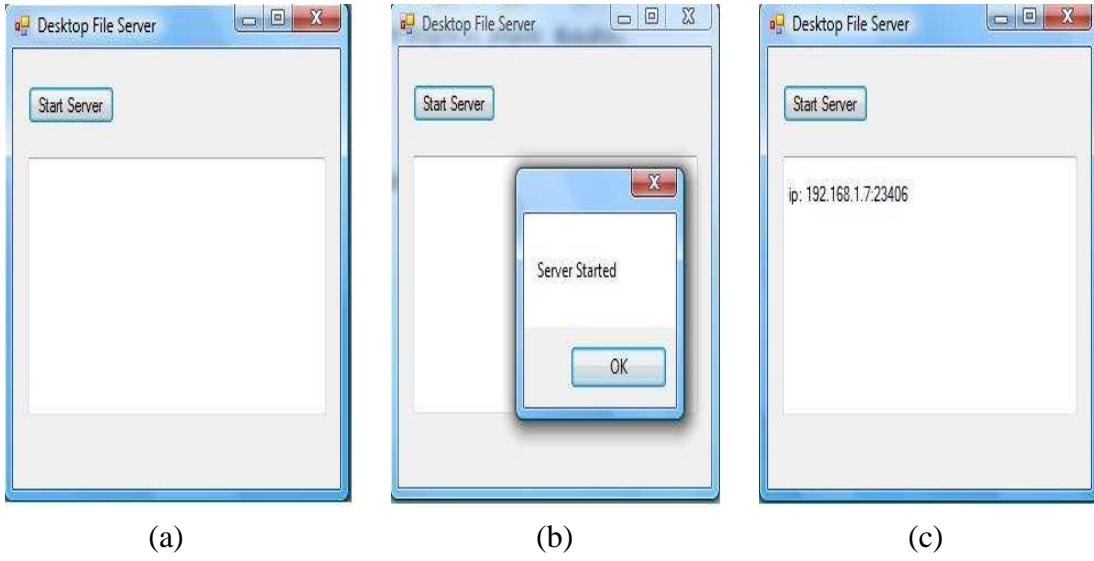 Desktop File Server
Start Server
(a)
Desktop File Server
Start Server
Server Started
OK
(b)
Desktop File Server
Start Server
ip: 192.168.1.7:23406
(c)